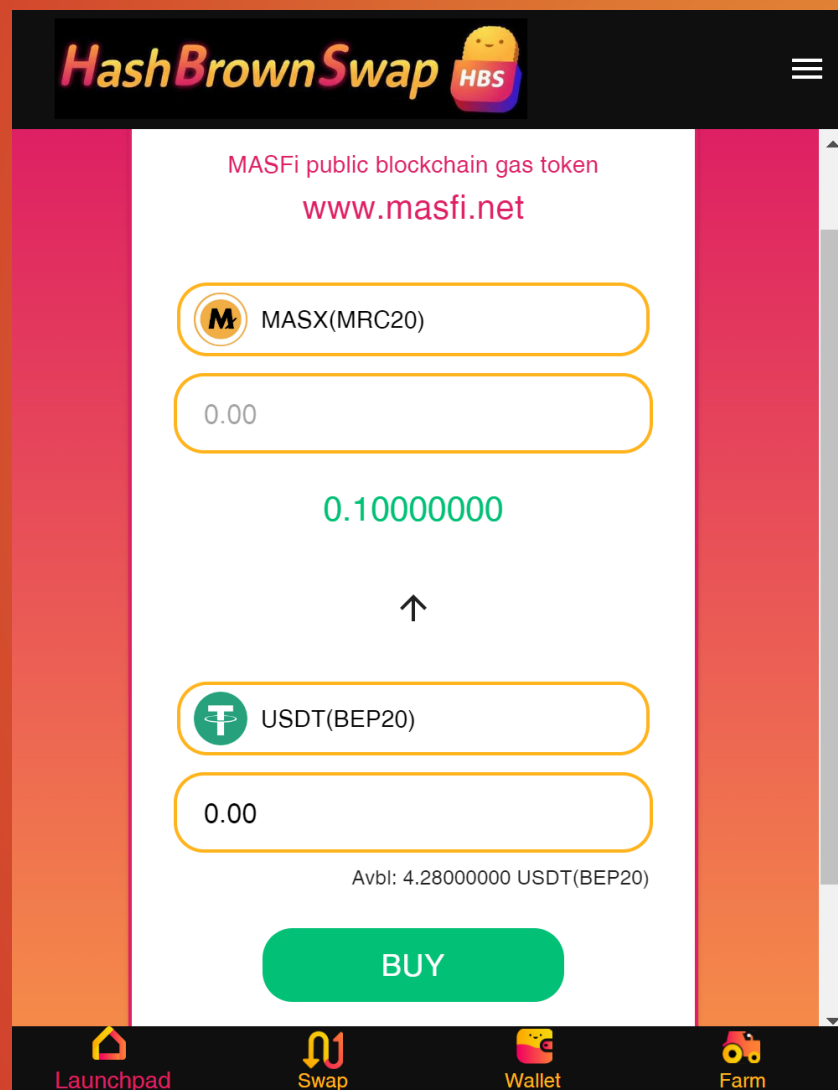 HashBrownSwap HBS
MASFi public blockchain gas token
www.masfi.net
M MASX(MRC20)
0.00
0.10000000
USDT(BEP20)
0.00
Avbl: 4.28000000 USDT(BEP20)
BUY
Launchpad Swap Wallet Farm